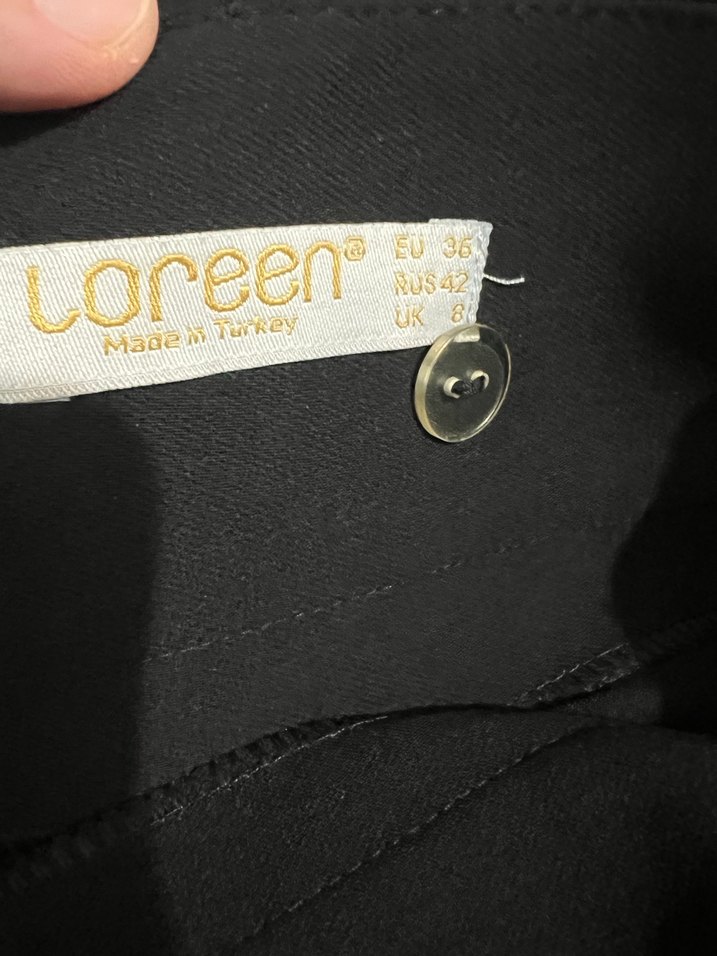 Loreen®
Made in Turkey
EU 36
RUS 42
UK 8